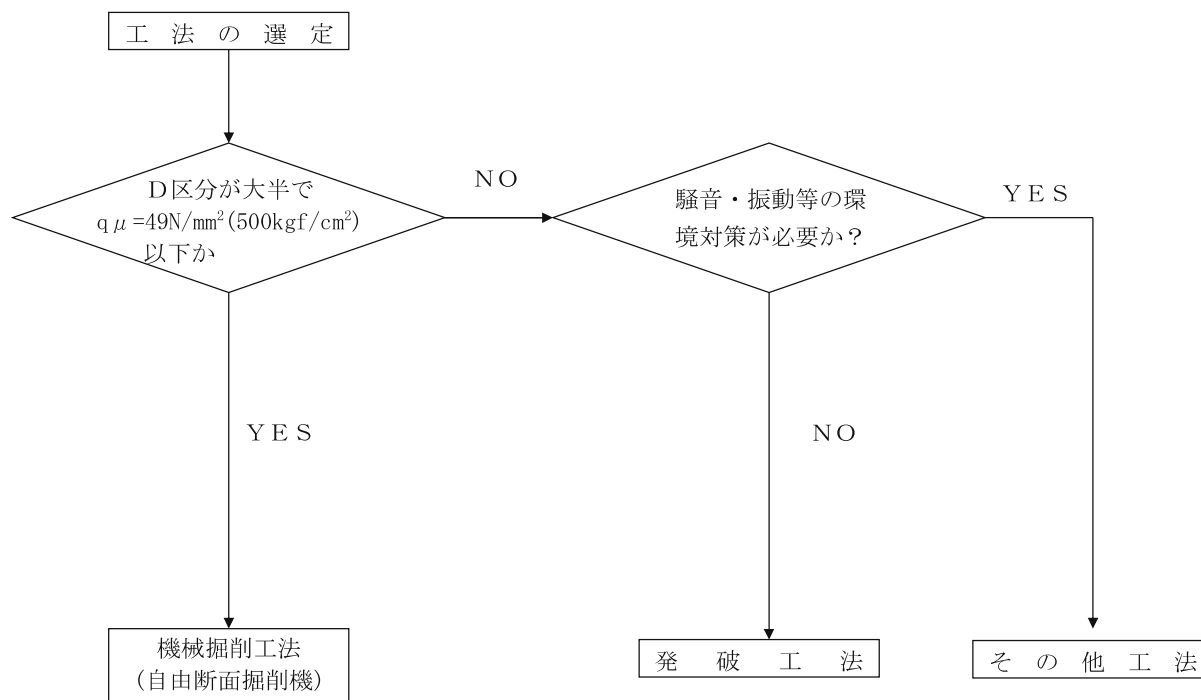 工法の選定
D区分が大半で
qμ=49N/mm²(500kgf/cm²)
以下か
NO
騒音・振動等の環
境対策が必要か?
YES
YES
NO
機械掘削工法
(自由断面掘削機)
発破工法
その他工法